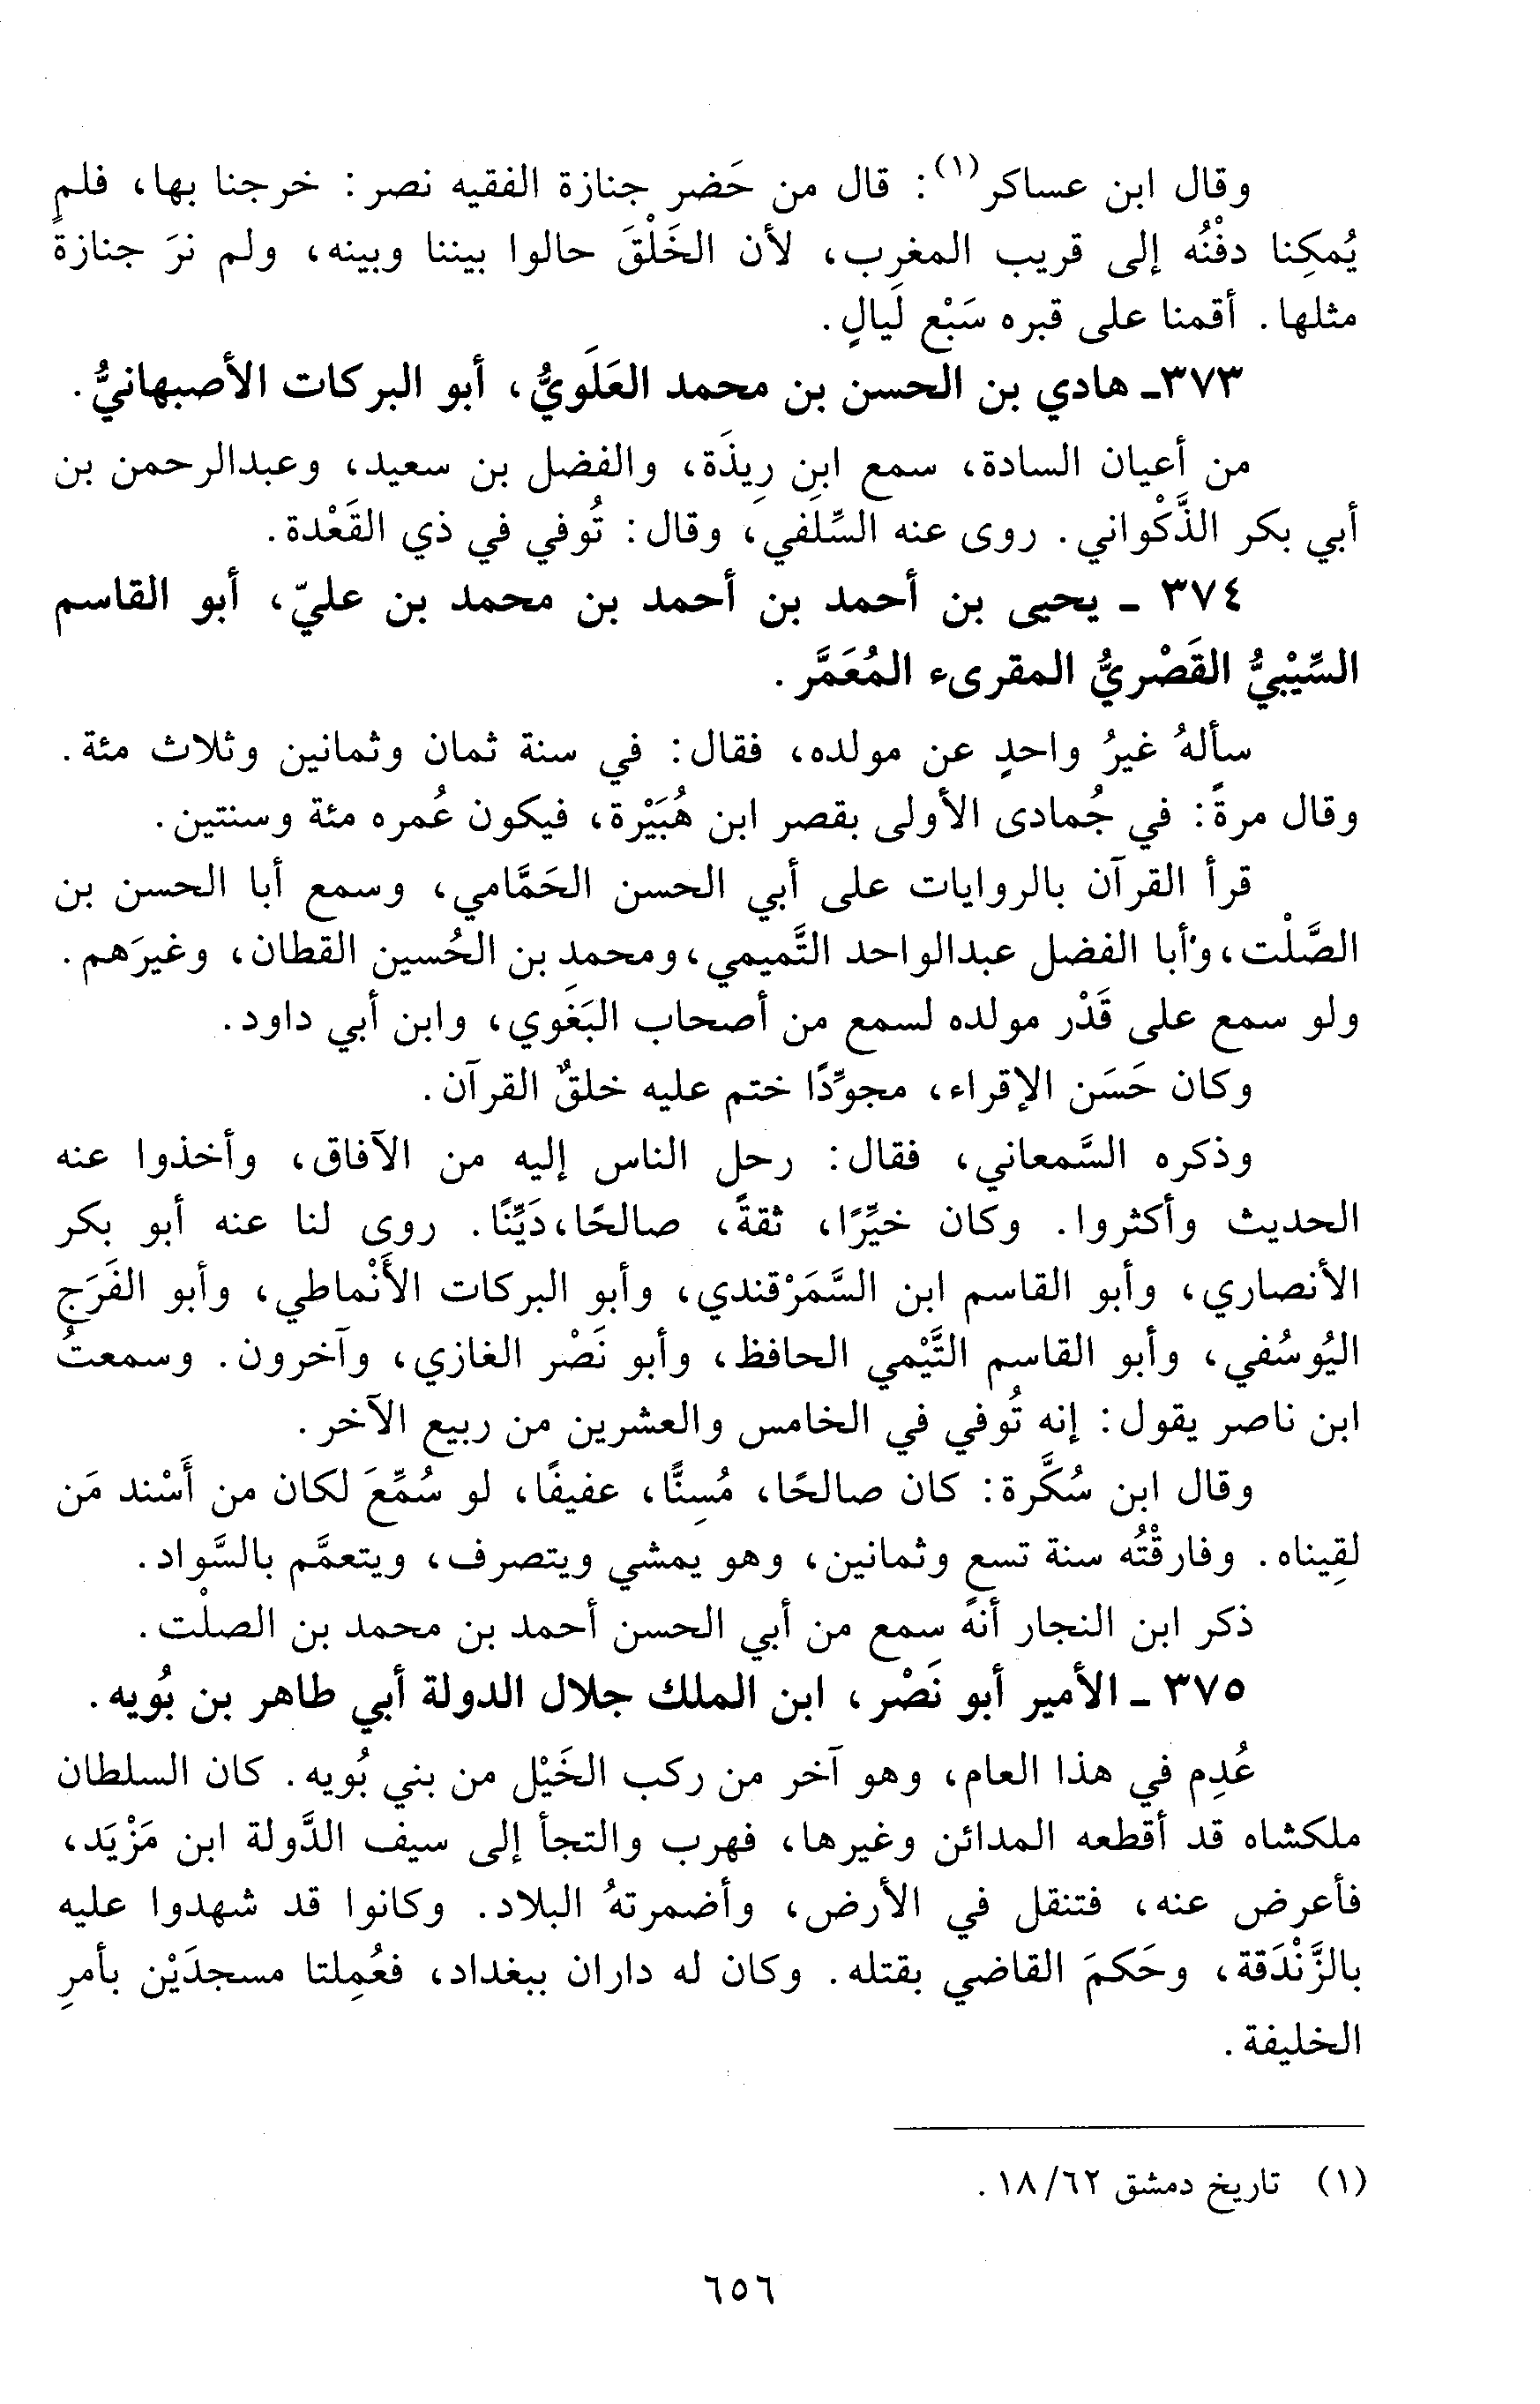 وقال ابن عساكر(١): قال من حَضر جنازة الفقيه نصر: خرجنا بها، فلم
يُمكِنا دفْنُه إلى قريب المغرِب، لأن الخَلْقَ حالوا بيننا وبينه، ولم نرَ جنازةً
مثلها. أقمنا على قبره سَبْع لَيالٍ.
٣٧٣ـ هادي بن الحسن بن محمد العَلَويُّ، أبو البركات الأصبهانيُّ.
من أعيان السادة، سمع ابن رِيذَة، والفضل بن سعيد، وعبدالرحمن بن
أبي بكر الذَّكْواني. روى عنه السِّلَفي، وقال: تُوفي في ذي القَعْدة.
٣٧٤ ـ يحيى بن أحمد بن أحمد بن محمد بن عليّ، أبو القاسم
السِّيْبيُّ القَصْريُّ المقرىء المُعَمَّر.
سألهُ غيرُ واحدٍ عن مولده، فقال: في سنة ثمان وثمانين وثلاث مئة.
وقال مرةً: في جُمادى الأولى بقصر ابن هُبَيْرة، فيكون عُمره مئة وسنتين.
قرأ القرآن بالروايات على أبي الحسن الحَمَّامي، وسمع أبا الحسن بن
الصَّلْت، وأبا الفضل عبدالواحد التَّميمي، ومحمد بن الحُسين القطان، وغيرَهم.
ولو سمع على قَدْر مولده لسمع من أصحاب البَغَوي، وابن أبي داود.
وكان حَسَن الإقراء، مجوِّدًا ختم عليه خلقٌ القرآن.
وذكره السَّمعاني، فقال: رحل الناس إليه من الآفاق، وأخذوا عنه
الحديث وأكثروا. وكان خيِّرًا، ثقةً، صالحًا، دَيِّنًا. روى لنا عنه أبو بكر
الأنصاري، وأبو القاسم ابن السَّمَرْقندي، وأبو البركات الأَنْماطي، وأبو الفَرَج
اليُوسُفي، وأبو القاسم التَّيْمي الحافظ، وأبو نَصْر الغازي، وآخرون. وسمعتُ
ابن ناصر يقول: إنه تُوفي في الخامس والعشرين من ربيع الآخر.
وقال ابن سُكَّرة: كان صالحًا، مُسِنًّا، عفيفًا، لو سُمِّعَ لكان من أَسْند مَن
لقِيناه. وفارقْتُه سنة تسع وثمانين، وهو يمشي ويتصرف، ويتعمَّم بالسَّواد.
ذكر ابن النجار أنهُ سمع من أبي الحسن أحمد بن محمد بن الصلْت.
٣٧٥ ـ الأمير أبو نَصْر، ابن الملك جلال الدولة أبي طاهر بن بُويه.
عُدِم في هذا العام، وهو آخر من ركب الخَيْل من بني بُويه. كان السلطان
ملكشاه قد أقطعه المدائن وغيرها، فهرب والتجأ إلى سيف الدَّولة ابن مَزْيَد،
فأعرض عنه، فتنقل في الأرض، وأضمرتهُ البلاد. وكانوا قد شهدوا عليه
بالزَّنْدَقة، وحَكمَ القاضي بقتله. وكان له داران ببغداد، فعُمِلتا مسجدَيْن بأمرِ
الخليفة.
(١) تاريخ دمشق ٦٢/ ١٨.
٦٥٦